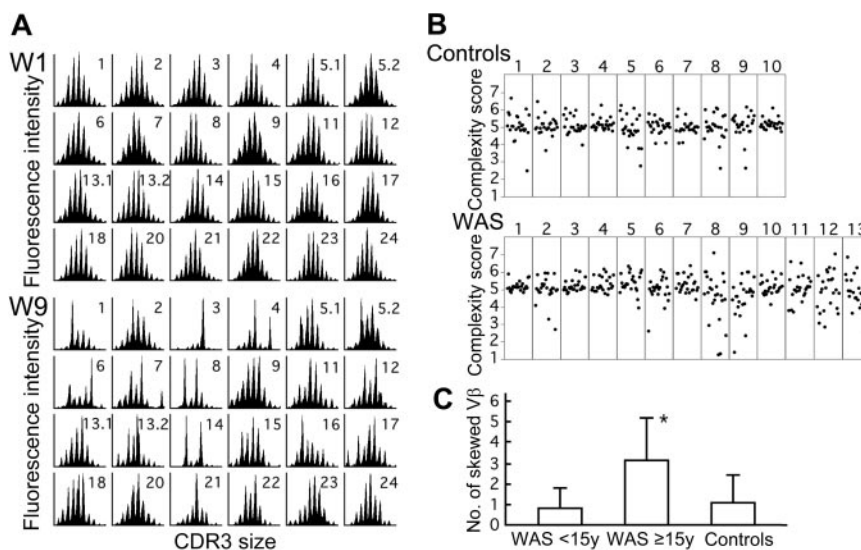 A
W1
Fluorescence intensity
1 2 3 4 5.1 5.2
6 7 8 9 11 12
13.1 13.2 14 15 16 17
18 20 21 22 23 24
W9
Fluorescence intensity
1 2 3 4 5.1 5.2
6 7 8 9 11 12
13.1 13.2 14 15 16 17
18 20 21 22 23 24
CDR3 size
B
Controls
1 2 3 4 5 6 7 8 9 10
Complexity score
7
6
5
4
3
2
1
WAS
1 2 3 4 5 6 7 8 9 10 11 12 13
Complexity score
7
6
5
4
3
2
1
C
No. of skewed Vβ
6
5
4
3
2
1
0
*
WAS <15y WAS ≥15y Controls